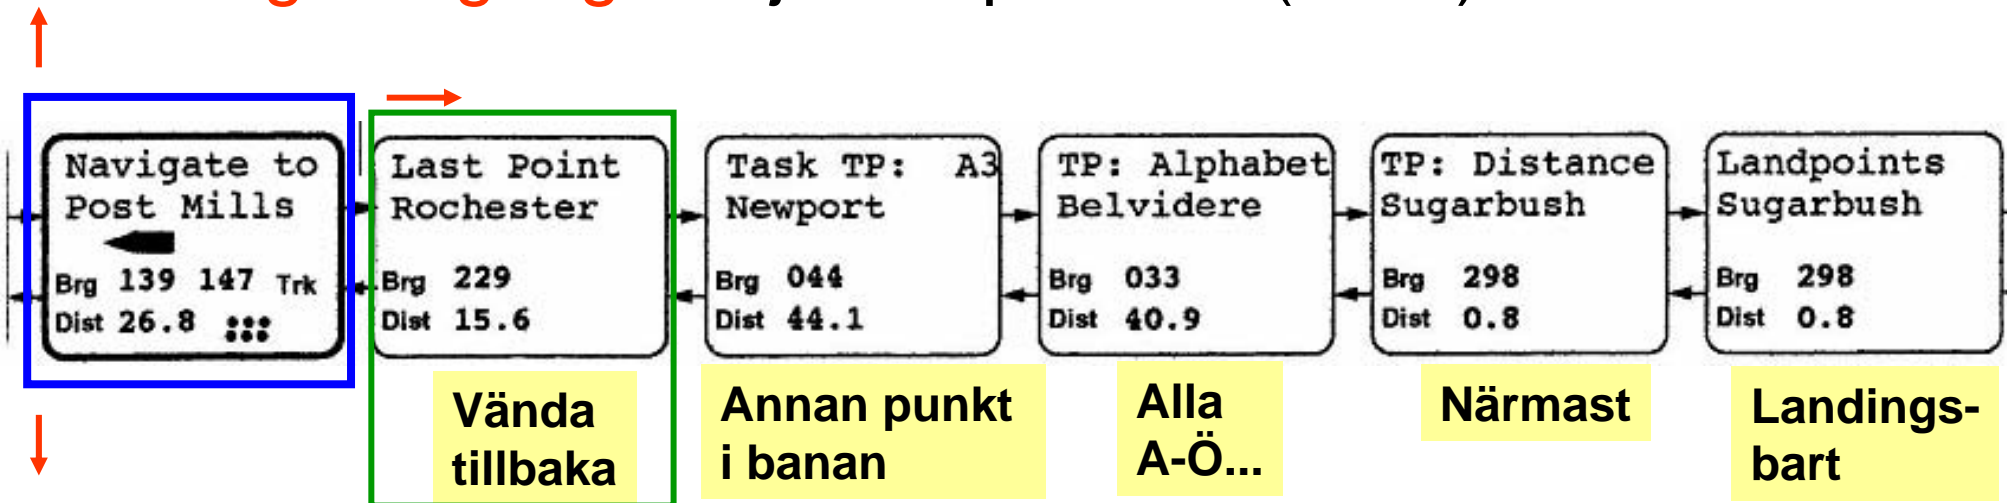 Navigate to
Post Mills
Brg 139 147 Trk
Dist 26.8
Last Point
Rochester
Brg 229
Dist 15.6
Task TP: A3
Newport
Brg 044
Dist 44.1
TP: Alphabet
Belvidere
Brg 033
Dist 40.9
TP: Distance
Sugarbush
Brg 298
Dist 0.8
Landpoints
Sugarbush
Brg 298
Dist 0.8
Vända
tillbaka
Annan punkt
i banan
Alla
A-Ö...
Närmast
Landings-
bart